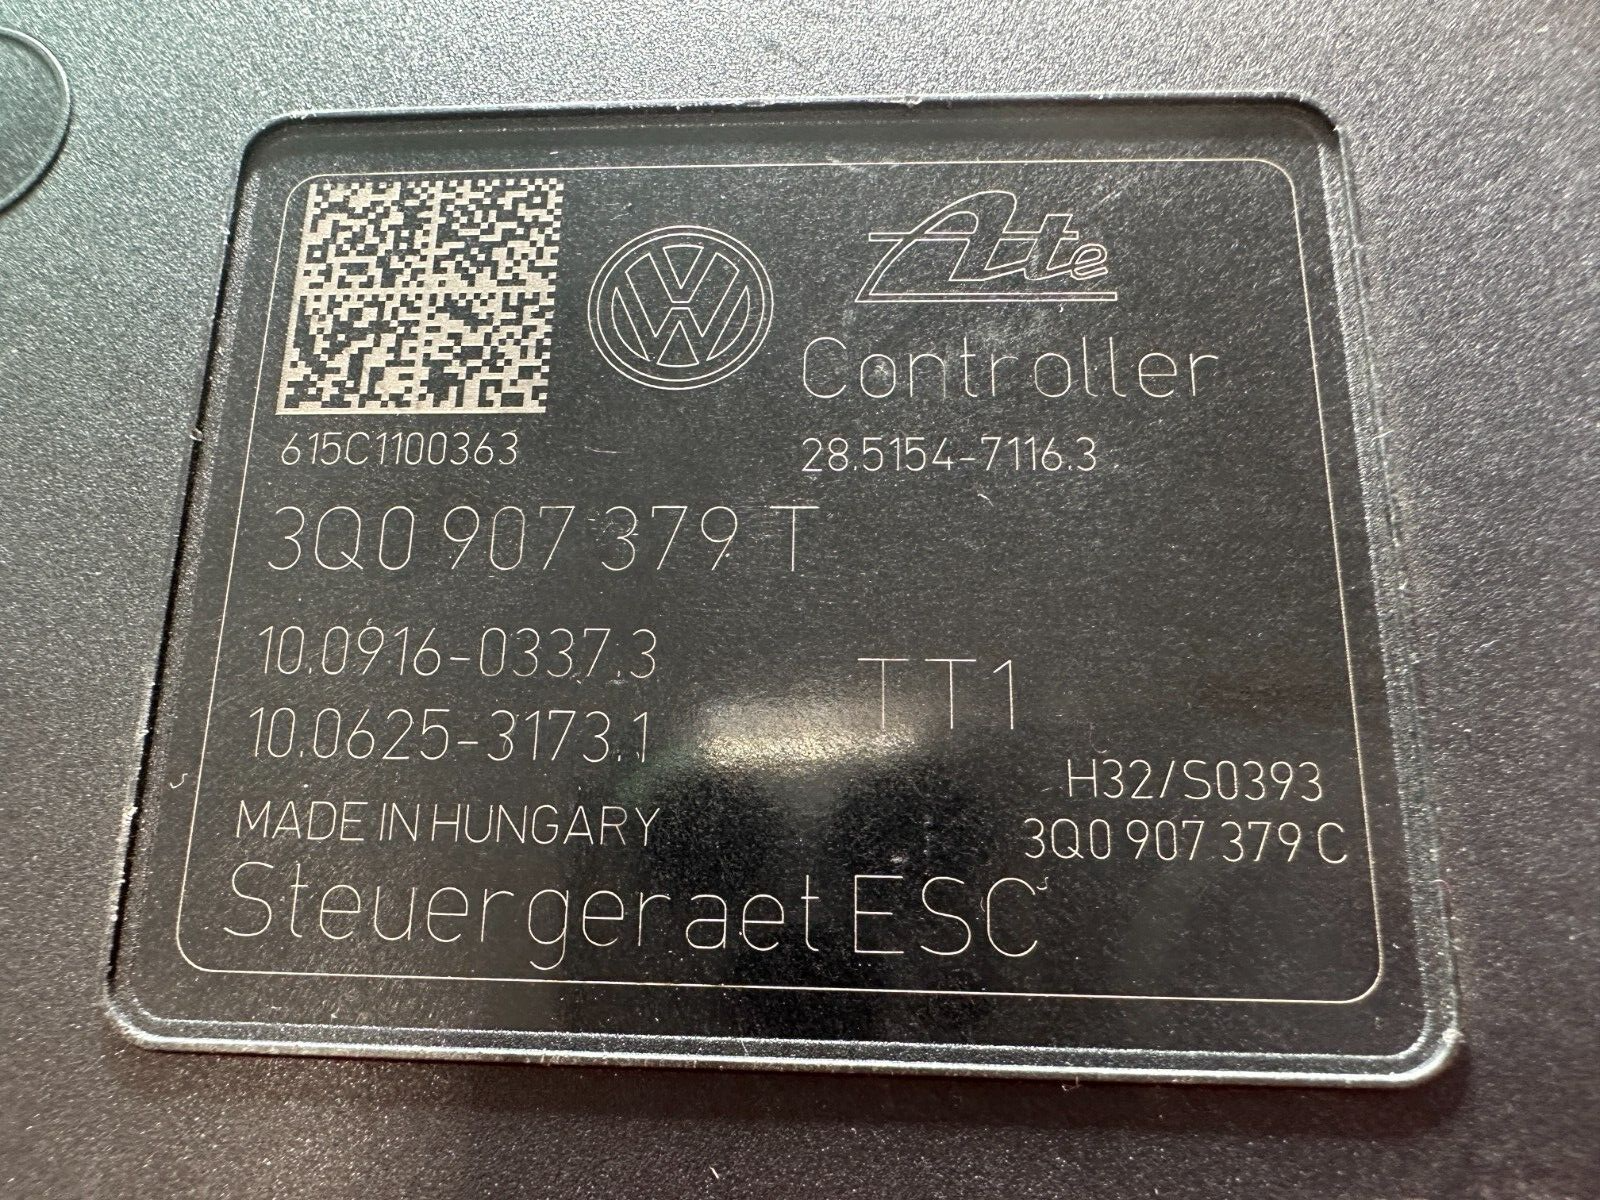 Ate
Controller
615C1100363
28.5154-7116.3
3Q0 907 379 T
10.0916-0337.3
TT1
10.0625-3173.1
H32/S0393
MADE IN HUNGARY
3Q0 907 379 C
Steuergeraet ESC